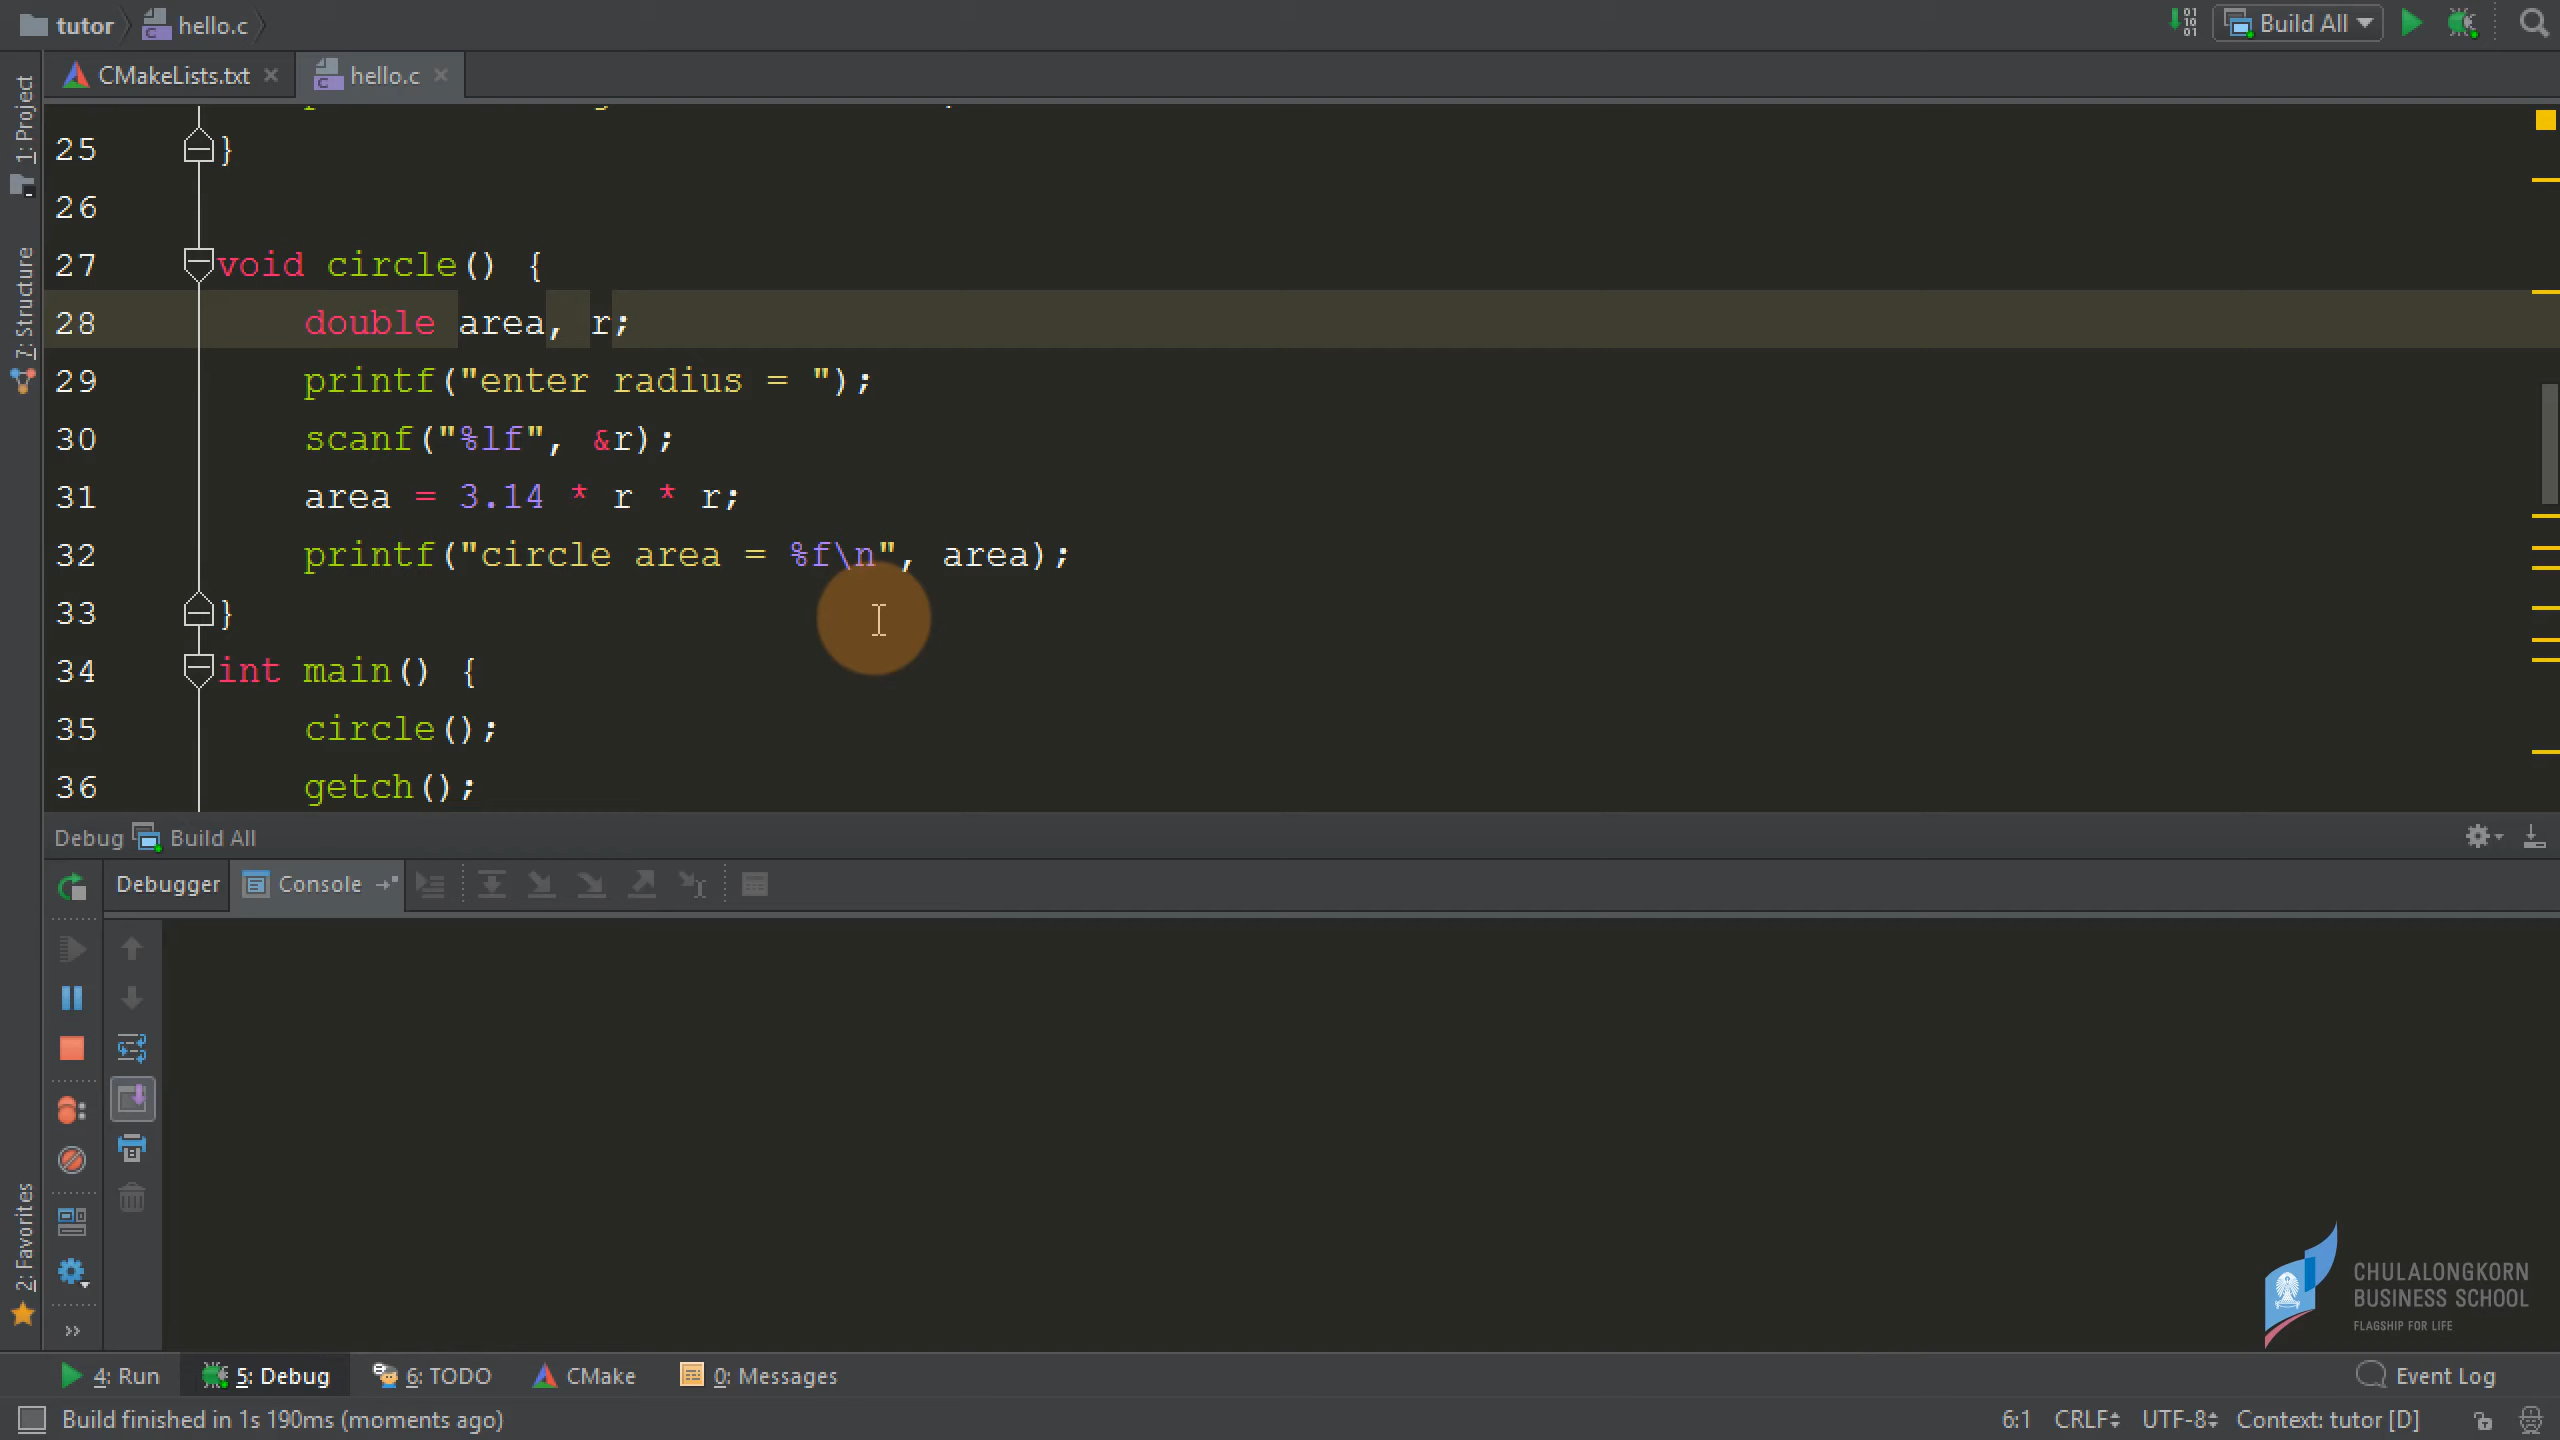 tutor hello.c Build All
CMakeLists.txt hello.c
1: Project
7: Structure
2: Favorites
25 }
26
27 void circle() {
28 double area, r;
29 printf("enter radius = ");
30 scanf("%lf", &r);
31 area = 3.14 * r * r;
32 printf("circle area = %f\n", area);
33 }
34 int main() {
35 circle();
36 getch();
Debug Build All
Debugger Console
CHULALONGKORN
BUSINESS SCHOOL
FLAGSHIP FOR LIFE
4: Run 5: Debug 6: TODO CMake 0: Messages Event Log
Build finished in 1s 190ms (moments ago) 6:1 CRLF UTF-8 Context: tutor [D]